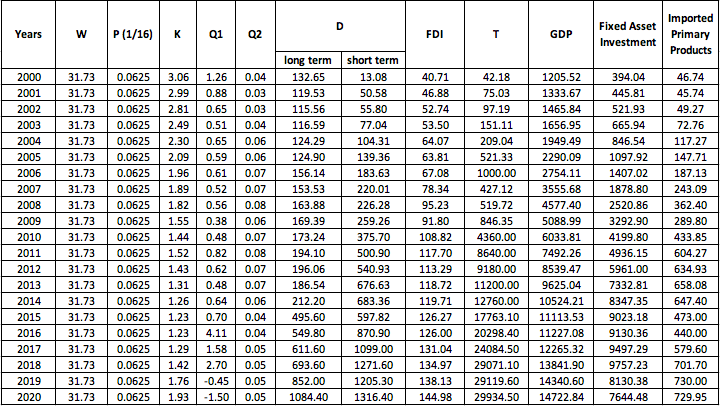 Years W P (1/16) K Q1 Q2 D FDI T GDP Fixed Asset Investment Imported Primary Products
long term short term
2000 31.73 0.0625 3.06 1.26 0.04 132.65 13.08 40.71 42.18 1205.52 394.04 46.74
2001 31.73 0.0625 2.99 0.88 0.03 119.53 50.58 46.88 75.03 1333.67 445.81 45.74
2002 31.73 0.0625 2.81 0.65 0.03 115.56 55.80 52.74 97.19 1465.84 521.93 49.27
2003 31.73 0.0625 2.49 0.51 0.04 116.59 77.04 53.50 151.11 1656.95 665.94 72.76
2004 31.73 0.0625 2.30 0.65 0.06 124.29 104.31 64.07 209.04 1949.49 846.54 117.27
2005 31.73 0.0625 2.09 0.59 0.06 124.90 139.36 63.81 521.33 2290.09 1097.92 147.71
2006 31.73 0.0625 1.96 0.61 0.07 156.14 183.63 67.08 1000.00 2754.11 1407.02 187.13
2007 31.73 0.0625 1.89 0.52 0.07 153.53 220.01 78.34 427.12 3555.68 1878.80 243.09
2008 31.73 0.0625 1.82 0.56 0.08 163.88 226.28 95.23 519.72 4577.40 2520.86 362.40
2009 31.73 0.0625 1.55 0.38 0.06 169.39 259.26 91.80 846.35 5088.99 3292.90 289.80
2010 31.73 0.0625 1.44 0.48 0.07 173.24 375.70 108.82 4360.00 6033.81 4199.80 433.85
2011 31.73 0.0625 1.52 0.82 0.08 194.10 500.90 117.70 8640.00 7492.26 4936.15 604.27
2012 31.73 0.0625 1.43 0.62 0.07 196.06 540.93 113.29 9180.00 8539.47 5961.00 634.93
2013 31.73 0.0625 1.31 0.48 0.07 186.54 676.63 118.72 11200.00 9625.04 7332.81 658.08
2014 31.73 0.0625 1.26 0.64 0.06 212.20 683.36 119.71 12760.00 10524.21 8347.35 647.40
2015 31.73 0.0625 1.23 0.70 0.04 495.60 597.82 126.27 17763.10 11113.53 9023.18 473.00
2016 31.73 0.0625 1.23 4.11 0.04 549.80 870.90 126.00 20298.40 11227.08 9130.36 440.00
2017 31.73 0.0625 1.29 1.58 0.05 611.60 1099.00 131.04 24084.50 12265.32 9497.29 579.60
2018 31.73 0.0625 1.42 2.70 0.05 693.60 1271.60 134.97 29071.10 13841.90 9757.23 701.70
2019 31.73 0.0625 1.76 -0.45 0.05 852.00 1205.30 138.13 29119.60 14340.60 8130.38 730.00
2020 31.73 0.0625 1.93 -1.50 0.05 1084.40 1316.40 144.98 29934.50 14722.84 7644.48 729.95